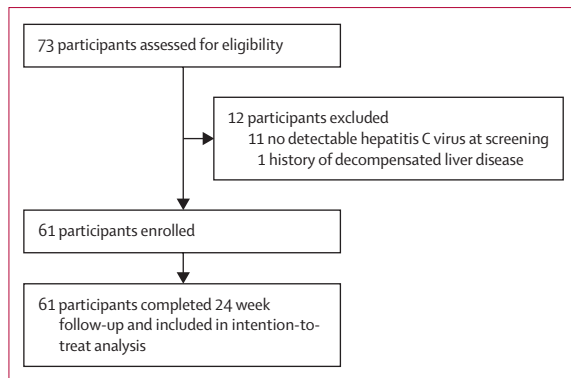 73 participants assessed for eligibility
12 participants excluded
11 no detectable hepatitis C virus at screening
1 history of decompensated liver disease
61 participants enrolled
61 participants completed 24 week
follow-up and included in intention-to-
treat analysis